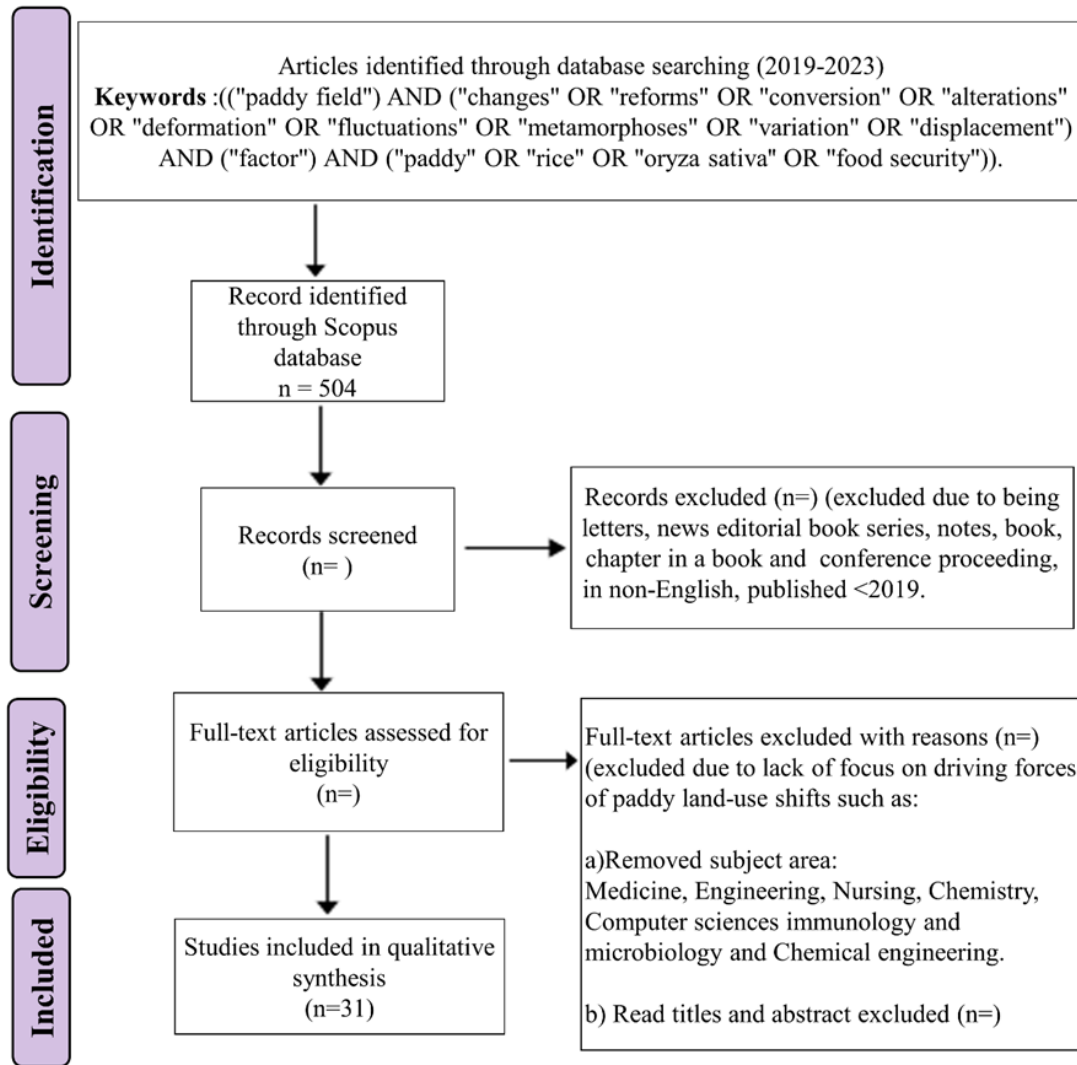 Identification
Articles identified through database searching (2019-2023)
Keywords :(("paddy field") AND ("changes" OR "reforms" OR "conversion" OR "alterations"
OR "deformation" OR "fluctuations" OR "metamorphoses" OR "variation" OR "displacement")
AND ("factor") AND ("paddy" OR "rice" OR "oryza sativa" OR "food security")).
Record identified
through Scopus
database
n = 504
Screening
Records screened
(n= )
Records excluded (n=) (excluded due to being
letters, news editorial book series, notes, book,
chapter in a book and conference proceeding,
in non-English, published <2019.
Eligibility
Full-text articles assessed for
eligibility
(n=)
Full-text articles excluded with reasons (n=)
(excluded due to lack of focus on driving forces
of paddy land-use shifts such as:
a)Removed subject area:
Medicine, Engineering, Nursing, Chemistry,
Computer sciences immunology and
microbiology and Chemical engineering.
b) Read titles and abstract excluded (n=)
Included
Studies included in qualitative
synthesis
(n=31)